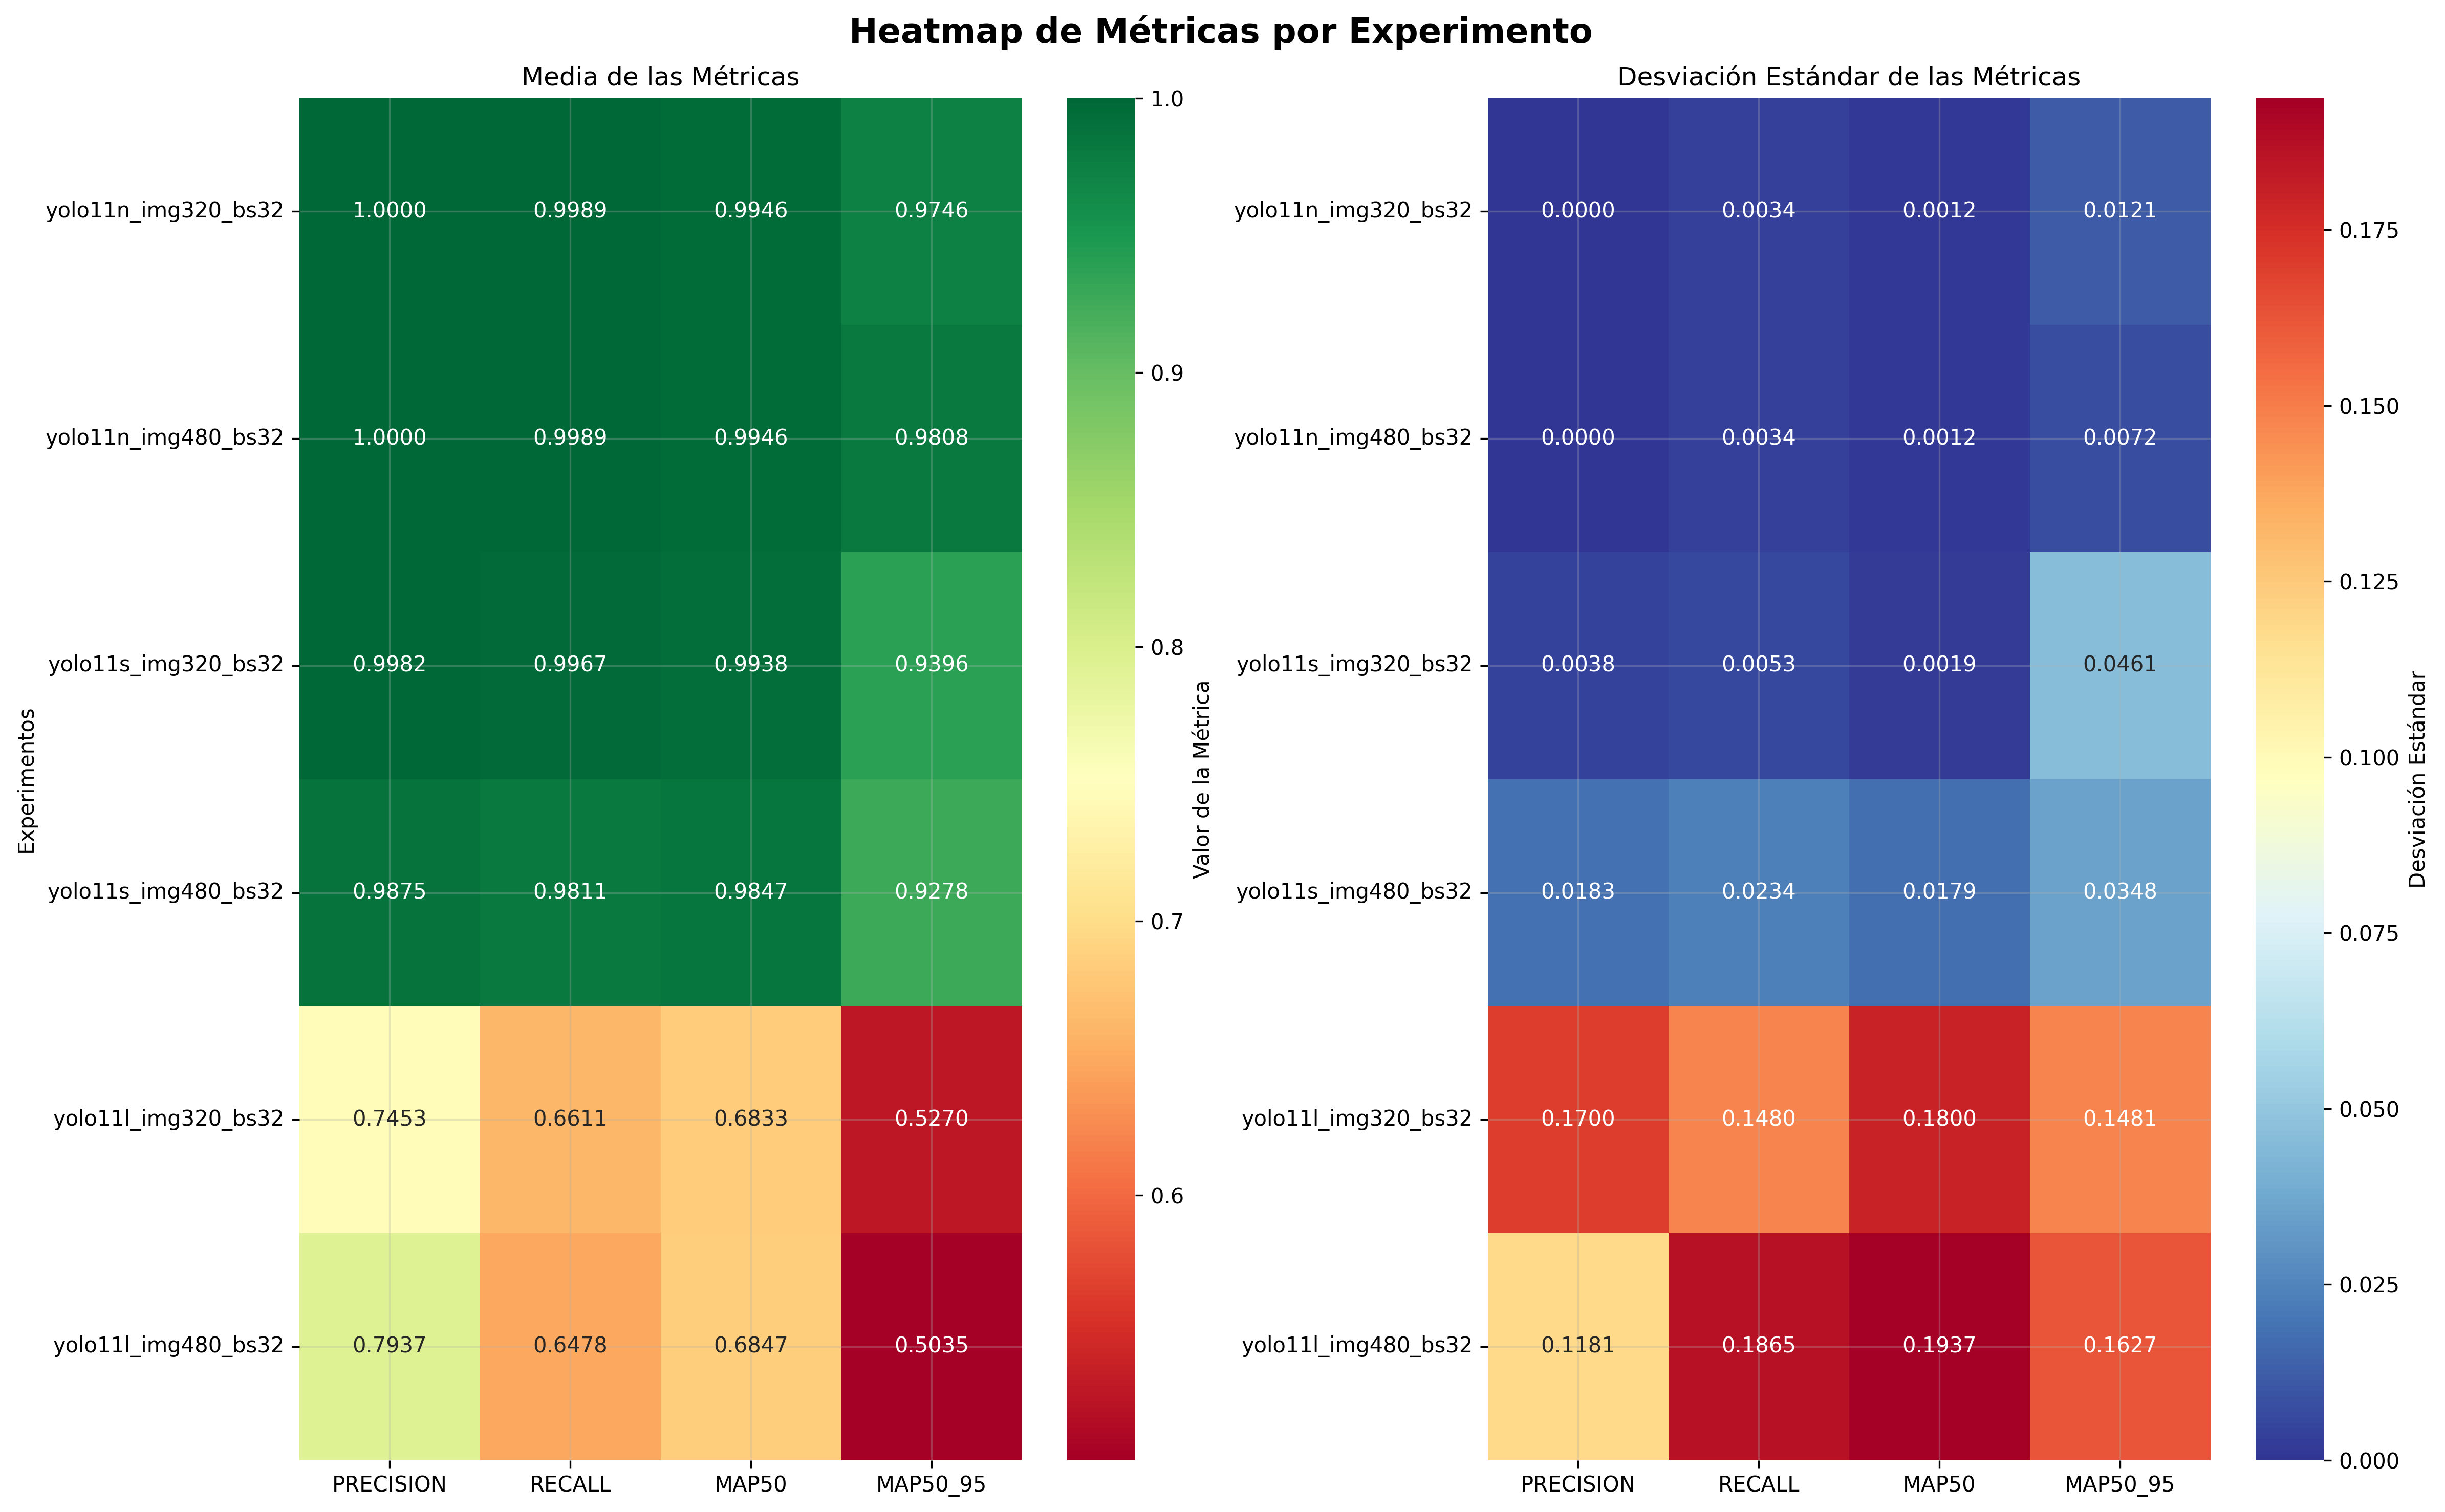 Heatmap de Métricas por Experimento
Media de las Métricas
Experimentos
yolo11n_img320_bs32 1.0000 0.9989 0.9946 0.9746
yolo11n_img480_bs32 1.0000 0.9989 0.9946 0.9808
yolo11s_img320_bs32 0.9982 0.9967 0.9938 0.9396
yolo11s_img480_bs32 0.9875 0.9811 0.9847 0.9278
yolo11l_img320_bs32 0.7453 0.6611 0.6833 0.5270
yolo11l_img480_bs32 0.7937 0.6478 0.6847 0.5035
PRECISION RECALL MAP50 MAP50_95
1.0
0.9
0.8
0.7
0.6
Valor de la Métrica
Desviación Estándar de las Métricas
yolo11n_img320_bs32 0.0000 0.0034 0.0012 0.0121
yolo11n_img480_bs32 0.0000 0.0034 0.0012 0.0072
yolo11s_img320_bs32 0.0038 0.0053 0.0019 0.0461
yolo11s_img480_bs32 0.0183 0.0234 0.0179 0.0348
yolo11l_img320_bs32 0.1700 0.1480 0.1800 0.1481
yolo11l_img480_bs32 0.1181 0.1865 0.1937 0.1627
PRECISION RECALL MAP50 MAP50_95
0.175
0.150
0.125
0.100
0.075
0.050
0.025
0.000
Desviación Estándar